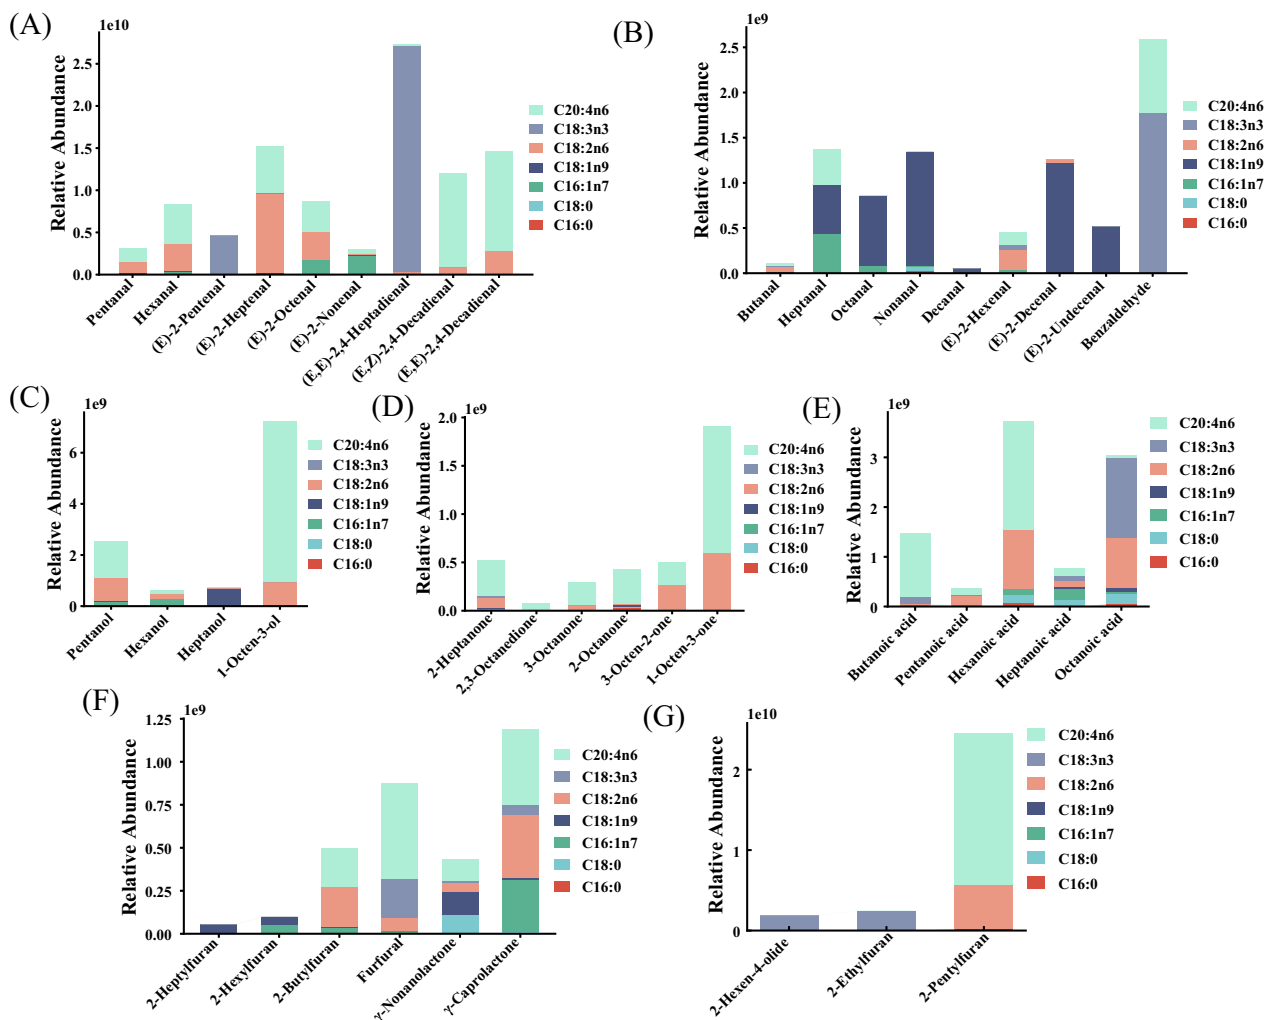 (A)
1e10
Relative Abundance
2.5
2.0
1.5
1.0
0.5
0.0
Pentanal
Hexanal
(E)-2-Pentenal
(E)-2-Heptenal
(E)-2-Octenal
(E)-2-Nonenal
(E,E)-2,4-Heptadienal
(E,Z)-2,4-Decadienal
(E,E)-2,4-Decadienal
C20:4n6
C18:3n3
C18:2n6
C18:1n9
C16:1n7
C18:0
C16:0
(B)
1e9
Relative Abundance
2.5
2.0
1.5
1.0
0.5
0.0
Butanal
Heptanal
Octanal
Nonanal
Decanal
(E)-2-Hexenal
(E)-2-Decenal
(E)-2-Undecenal
Benzaldehyde
C20:4n6
C18:3n3
C18:2n6
C18:1n9
C16:1n7
C18:0
C16:0
(C)
1e9
Relative Abundance
6
4
2
0
Pentanol
Hexanol
Heptanol
1-Octen-3-ol
C20:4n6
C18:3n3
C18:2n6
C18:1n9
C16:1n7
C18:0
C16:0
(D)
1e9
Relative Abundance
2.0
1.5
1.0
0.5
0.0
2-Heptanone
2,3-Octanedione
3-Octanone
2-Octanone
3-Octen-2-one
1-Octen-3-one
C20:4n6
C18:3n3
C18:2n6
C18:1n9
C16:1n7
C18:0
C16:0
(E)
1e9
Relative Abundance
3
2
1
0
Butanoic acid
Pentanoic acid
Hexanoic acid
Heptanoic acid
Octanoic acid
C20:4n6
C18:3n3
C18:2n6
C18:1n9
C16:1n7
C18:0
C16:0
(F)
1e9
Relative Abundance
1.25
1.00
0.75
0.50
0.25
0.00
2-Heptylfuran
2-Hexylfuran
2-Butylfuran
Furfural
γ-Nonanolactone
γ-Caprolactone
C20:4n6
C18:3n3
C18:2n6
C18:1n9
C16:1n7
C18:0
C16:0
(G)
1e10
Relative Abundance
2
1
0
2-Hexen-4-olide
2-Ethylfuran
2-Pentylfuran
C20:4n6
C18:3n3
C18:2n6
C18:1n9
C16:1n7
C18:0
C16:0